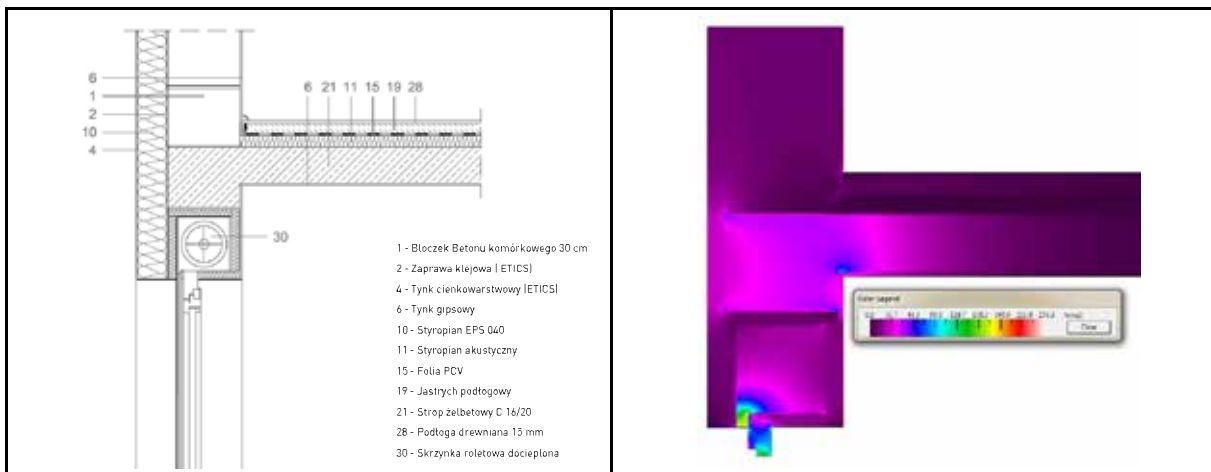 6
1
2
10
4
6 21 11 15 19 28
30
1 - Bloczek Betonu komórkowego 30 cm
2 - Zaprawa klejowa ( ETICS)
4 - Tynk cienkowarstwowy (ETICS)
6 - Tynk gipsowy
10 - Styropian EPS 040
11 - Styropian akustyczny
15 - Folia PCV
19 - Jastrych podłogowy
21 - Strop żelbetowy C 16/20
28 - Podłoga drewniana 15 mm
30 - Skrzynka roletowa docieplona
Color Legend
Close